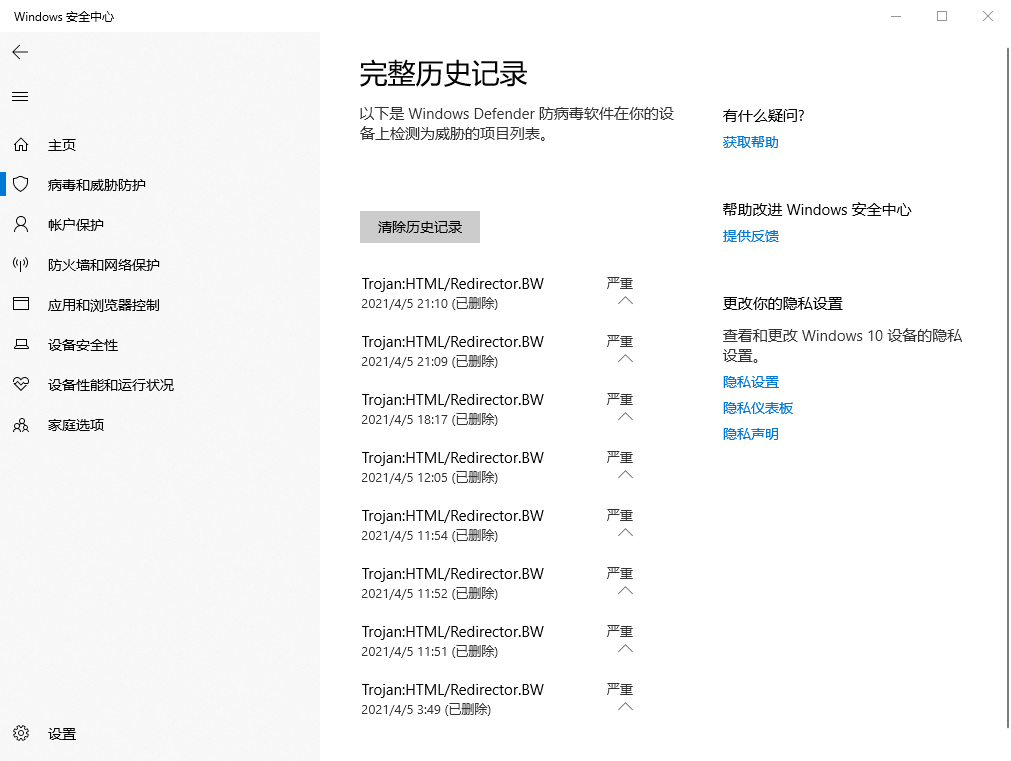 Windows 安全中心
主页
病毒和威胁防护
帐户保护
防火墙和网络保护
应用和浏览器控制
设备安全性
设备性能和运行状况
家庭选项
设置
完整历史记录
以下是 Windows Defender 防病毒软件在你的设
备上检测为威胁的项目列表。
清除历史记录
Trojan:HTML/Redirector.BW 严重
2021/4/5 21:10 (已删除)
Trojan:HTML/Redirector.BW 严重
2021/4/5 21:09 (已删除)
Trojan:HTML/Redirector.BW 严重
2021/4/5 18:17 (已删除)
Trojan:HTML/Redirector.BW 严重
2021/4/5 12:05 (已删除)
Trojan:HTML/Redirector.BW 严重
2021/4/5 11:54 (已删除)
Trojan:HTML/Redirector.BW 严重
2021/4/5 11:52 (已删除)
Trojan:HTML/Redirector.BW 严重
2021/4/5 11:51 (已删除)
Trojan:HTML/Redirector.BW 严重
2021/4/5 3:49 (已删除)
有什么疑问?
获取帮助
帮助改进 Windows 安全中心
提供反馈
更改你的隐私设置
查看和更改 Windows 10 设备的隐私
设置。
隐私设置
隐私仪表板
隐私声明